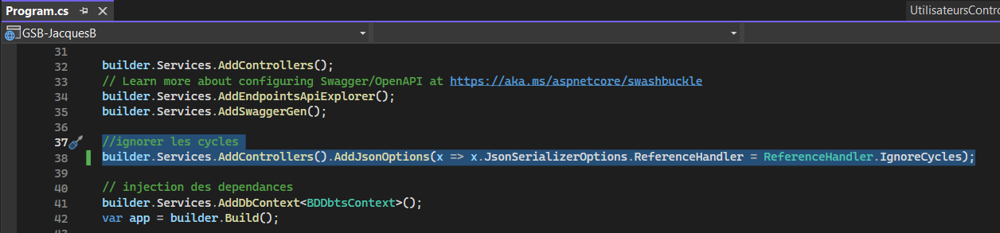 Program.cs
UtilisateursContro
GSB-JacquesB
31
32 builder.Services.AddControllers();
33 // Learn more about configuring Swagger/OpenAPI at https://aka.ms/aspnetcore/swashbuckle
34 builder.Services.AddEndpointsApiExplorer();
35 builder.Services.AddSwaggerGen();
36
37 //ignorer les cycles
38 builder.Services.AddControllers().AddJsonOptions(x => x.JsonSerializerOptions.ReferenceHandler = ReferenceHandler.IgnoreCycles);
39
40 // injection des dependances
41 builder.Services.AddDbContext<BDDbtsContext>();
42 var app = builder.Build();